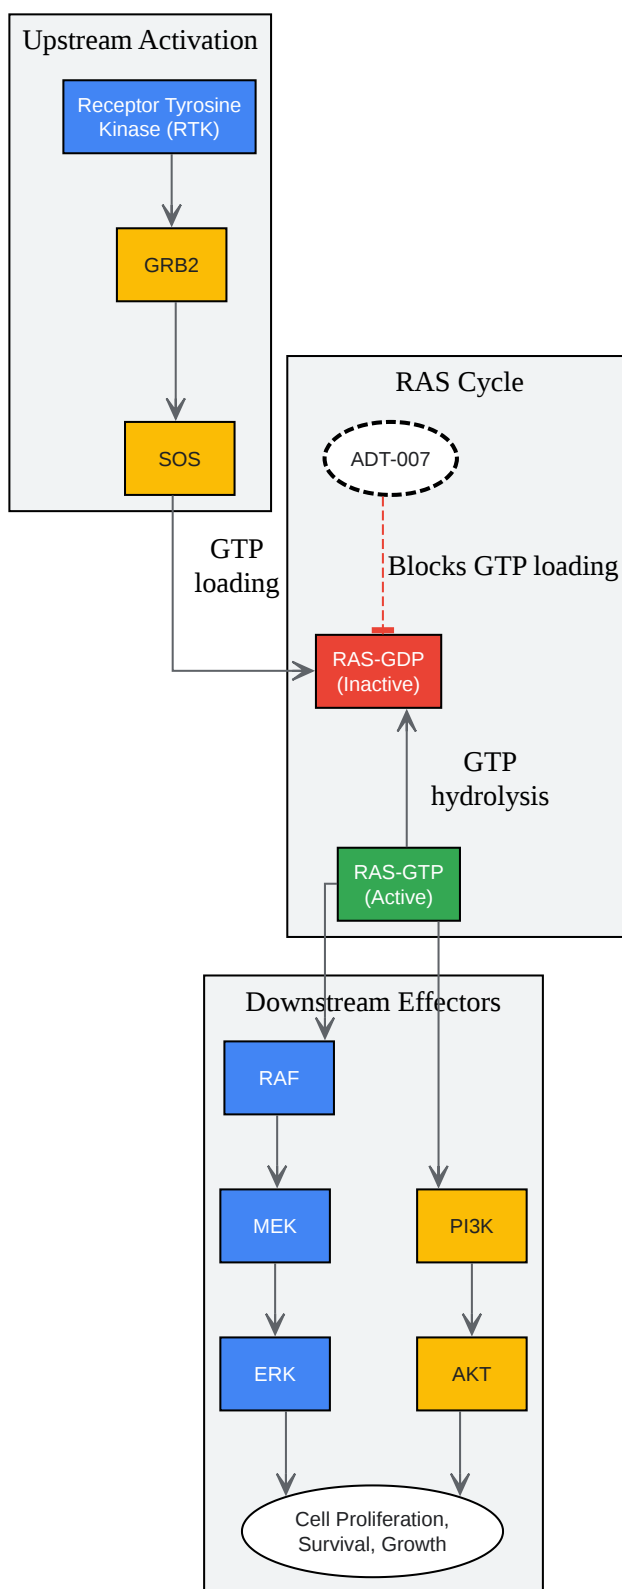 Upstream Activation
Receptor Tyrosine
Kinase (RTK)
GRB2
SOS
GTP
loading
RAS Cycle
ADT-007
Blocks GTP loading
RAS-GDP
(Inactive)
GTP
hydrolysis
RAS-GTP
(Active)
Downstream Effectors
RAF
MEK
PI3K
ERK
AKT
Cell Proliferation,
Survival, Growth